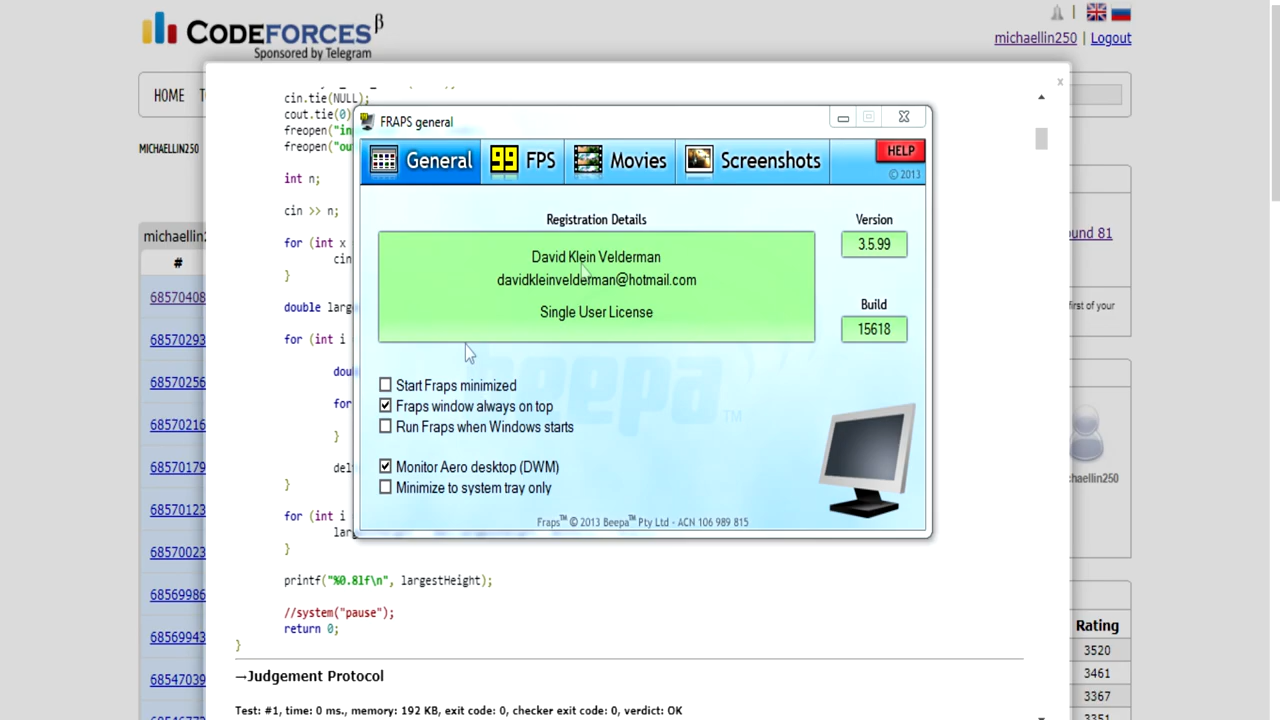 CODEFORCES β
Sponsored by Telegram
michaellin250 | Logout
HOME
MICHAELLIN250
cin.tie(NULL);
cout.tie(0)
freopen("in
freopen("ou
int n;
cin >> n;
for (int x
cin
}
double larg
for (int i
dou
for
}
del
}
for (int i
lar
}
printf("%0.8lf\n", largestHeight);
//system("pause");
return 0;
}
→Judgement Protocol
Test: #1, time: 0 ms., memory: 192 KB, exit code: 0, checker exit code: 0, verdict: OK
x
FRAPS general
General
99 FPS
Movies
Screenshots
HELP
© 2013
Registration Details
David Klein Velderman
davidkleinvelderman@hotmail.com
Single User License
Version
3.5.99
Build
15618
beepa™
Start Fraps minimized
Fraps window always on top
Run Fraps when Windows starts
Monitor Aero desktop (DWM)
Minimize to system tray only
Fraps™ © 2013 Beepa™ Pty Ltd - ACN 106 989 815
michaellin2
#
68570408
68570293
68570256
68570216
68570179
68570123
68570023
68569986
68569943
68547039
ound 81
first of your
haellin250
Rating
3520
3461
3367
3351